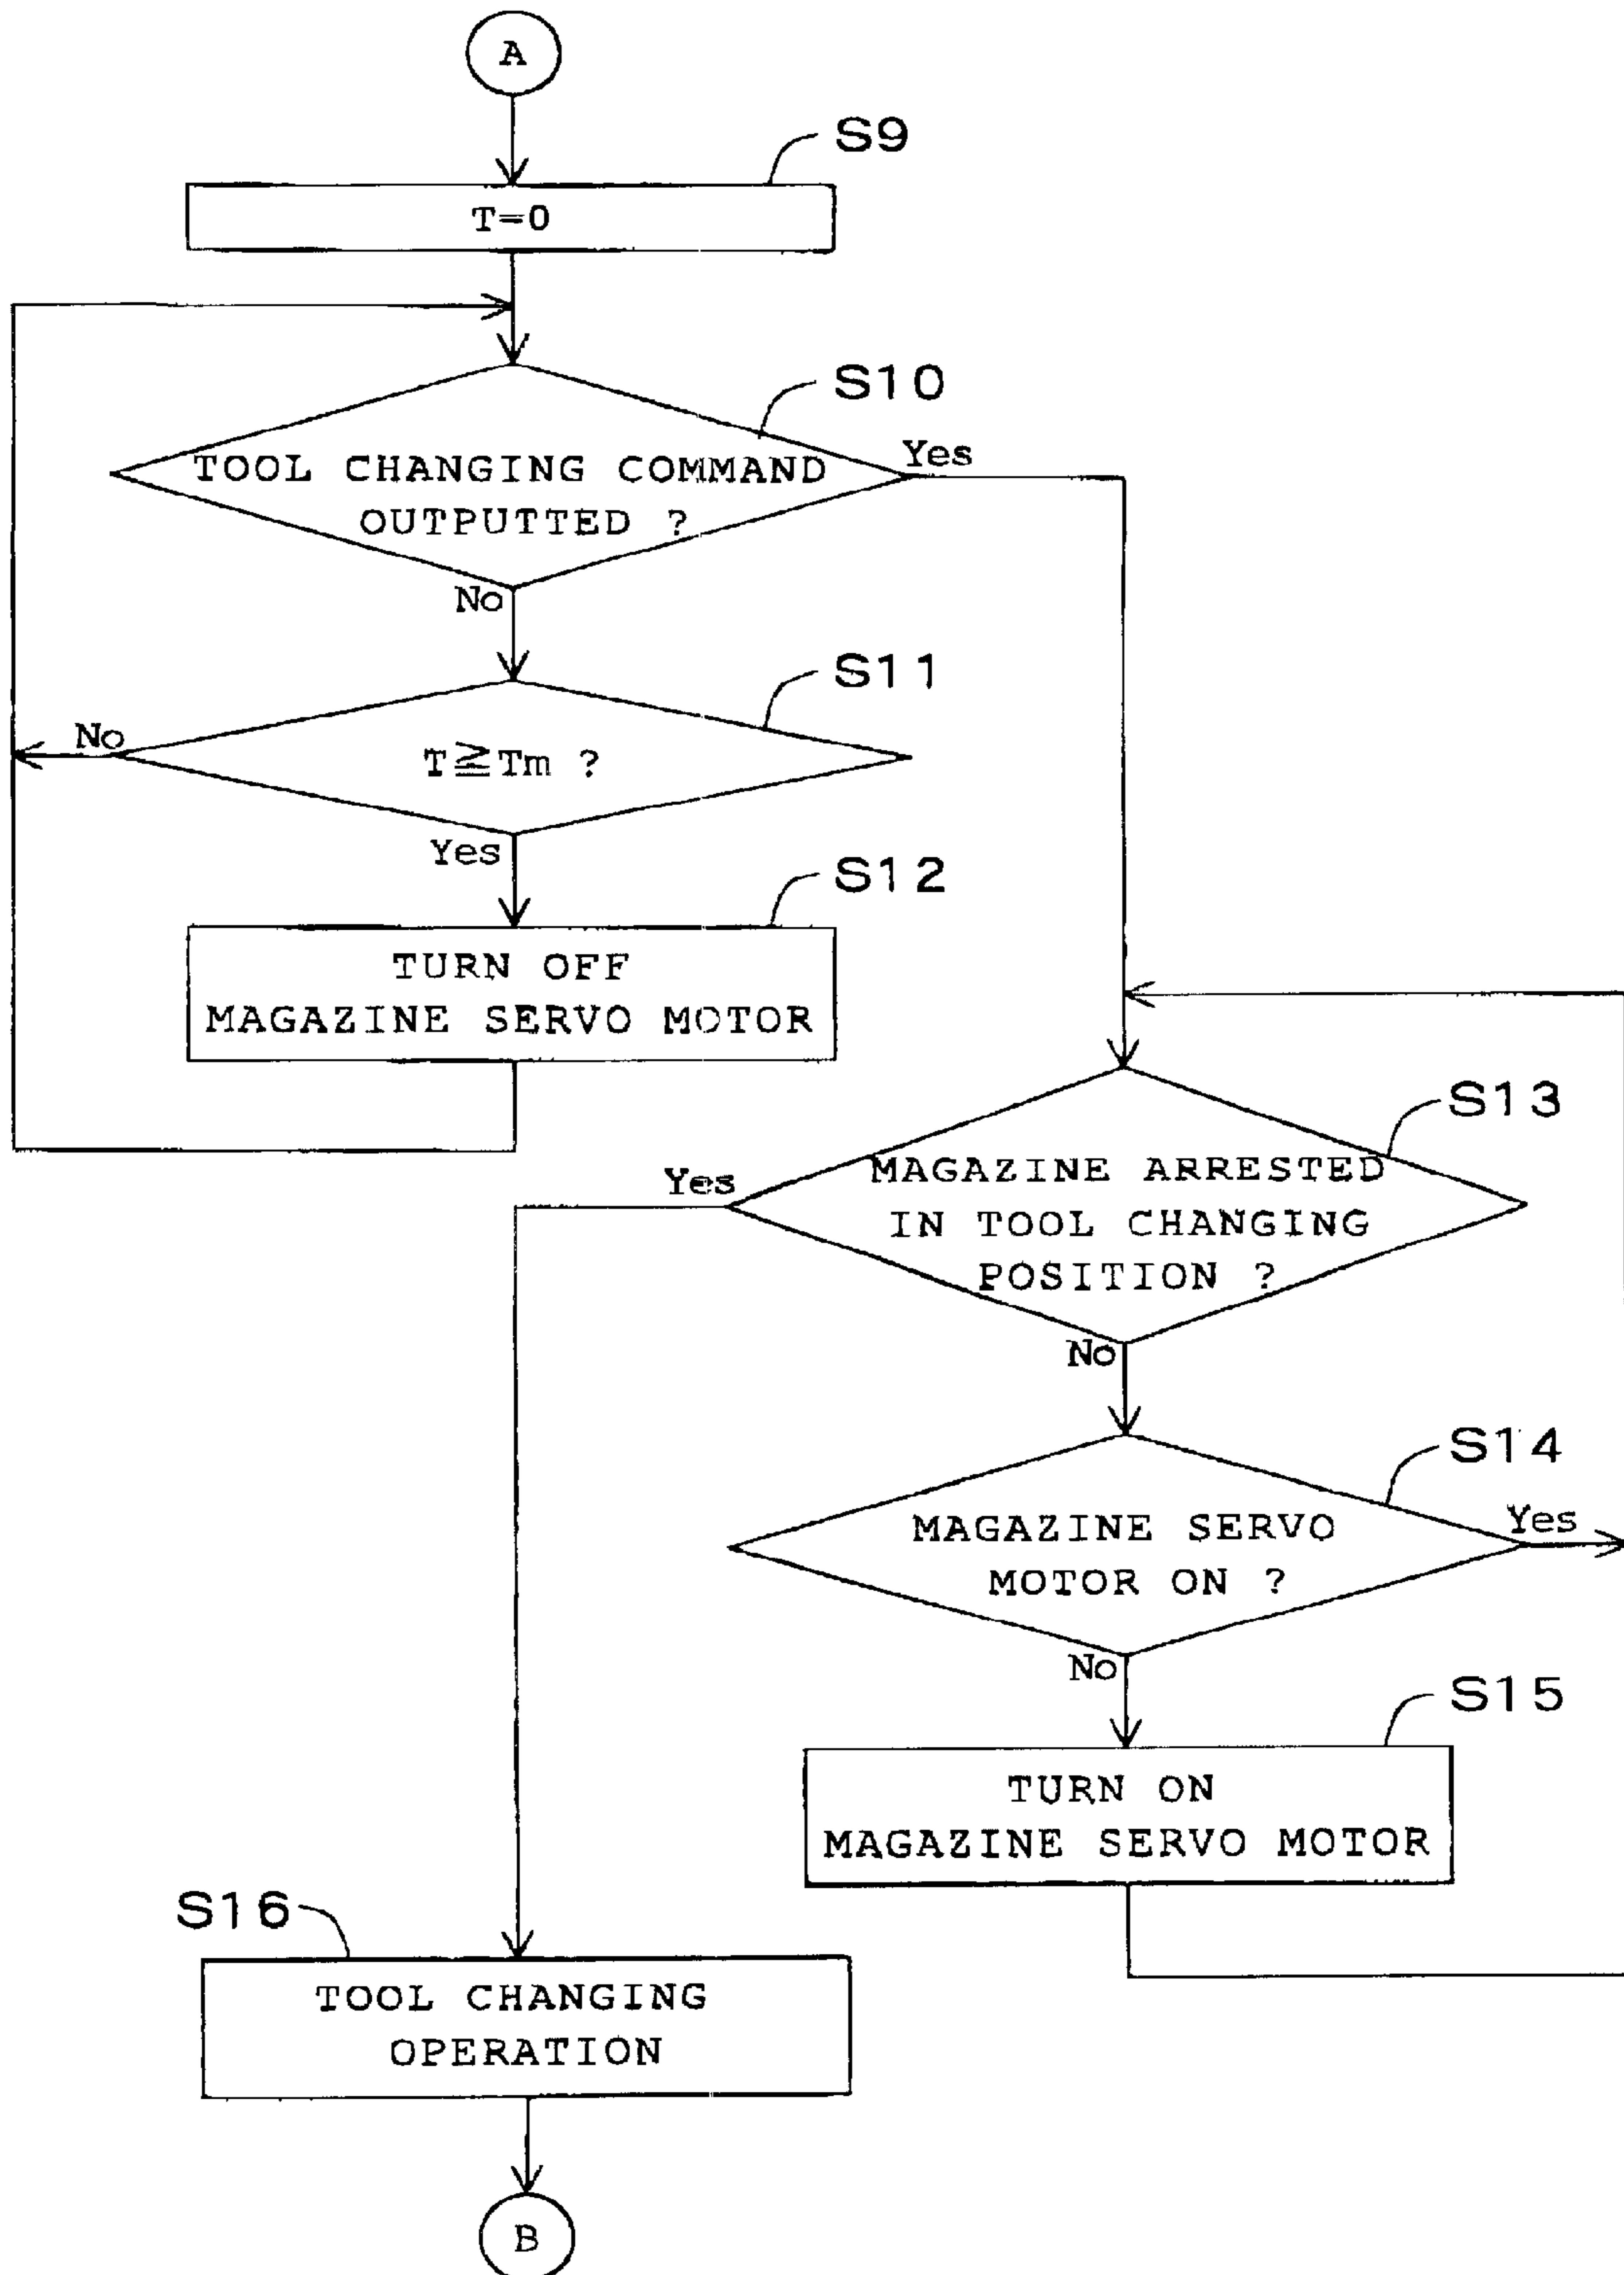 A
S9
T=0
S10
TOOL CHANGING COMMAND
OUTPUTTED ?
Yes
No
S11
T≧Tm ?
No
Yes
S12
TURN OFF
MAGAZINE SERVO MOTOR
S13
MAGAZINE ARRESTED
IN TOOL CHANGING
POSITION ?
Yes
No
S14
MAGAZINE SERVO
MOTOR ON ?
Yes
No
S15
TURN ON
MAGAZINE SERVO MOTOR
S16
TOOL CHANGING
OPERATION
B